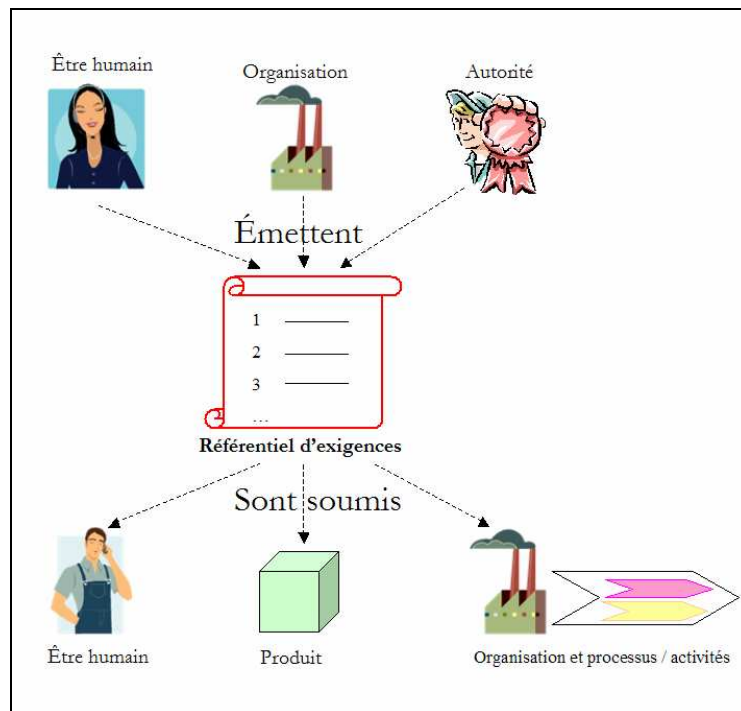 Être humain
Organisation
Autorité
Émettent
1
2
3
...
Référentiel d'exigences
Sont soumis
Être humain
Produit
Organisation et processus / activités